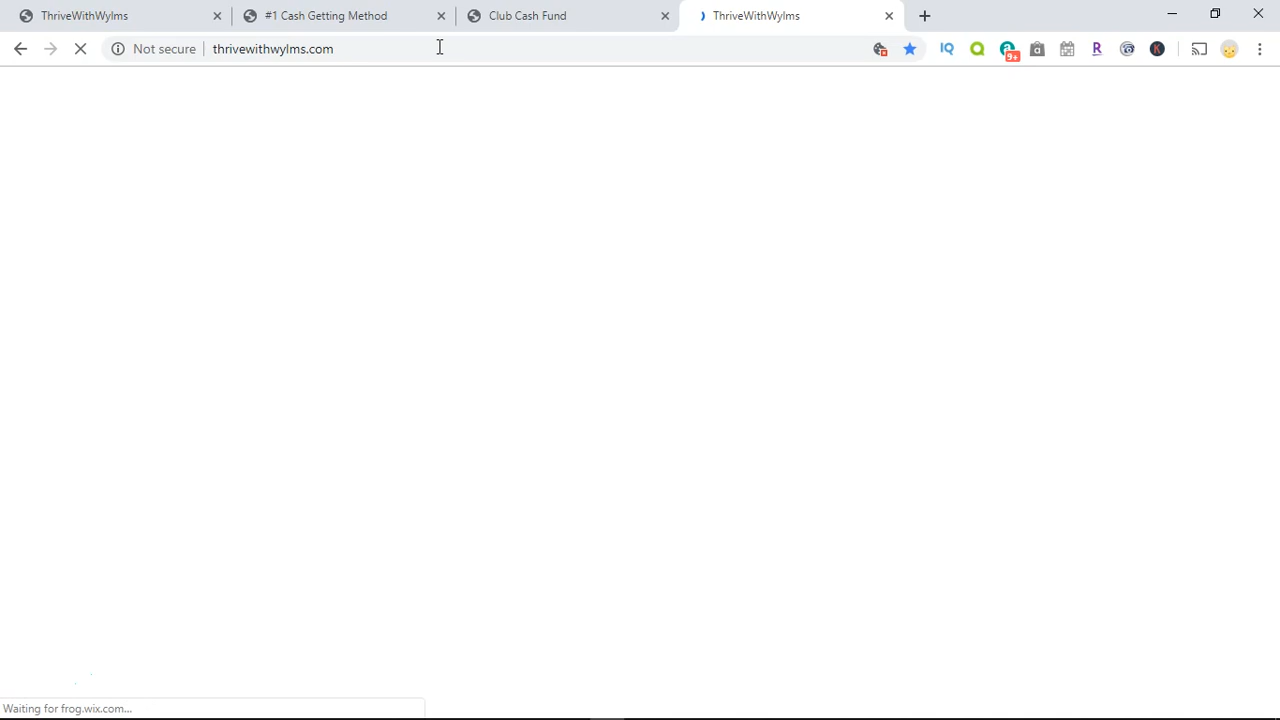 ThriveWithWylms
#1 Cash Getting Method
Club Cash Fund
ThriveWithWylms
Not secure
thrivewithwylms.com
IQ
a
9+
a
R
K
Waiting for frog.wix.com...